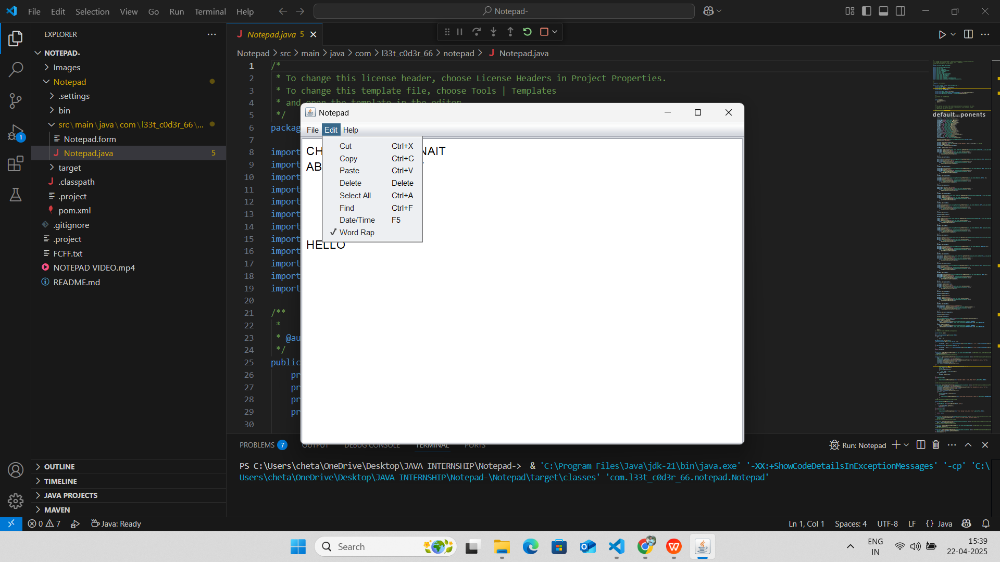 File Edit Selection View Go Run Terminal Help
Notepad-
EXPLORER
NOTEPAD-
Images
Notepad
.settings
bin
src\main\java\com\l33t_c0d3r_66\...
Notepad.form
Notepad.java 5
target
.classpath
.project
pom.xml
.gitignore
.project
FCFF.txt
NOTEPAD VIDEO.mp4
README.md
OUTLINE
TIMELINE
JAVA PROJECTS
MAVEN
1
Notepad.java 5
Notepad > src > main > java > com > l33t_c0d3r_66 > notepad > Notepad.java
1 /*
2 * To change this license header, choose License Headers in Project Properties.
3 * To change this template file, choose Tools | Templates
4 * and open the template in the editor.
5 */
6 packag
7
8 import
9 import
10 import
11 import
12 import
13 import
14 import
15 import
16 import
17 import
18 import
19 import
20
21 /**
22 *
23 * @au
24 */
25 public
26 pr
27 pr
28 pr
29 pr
30
default...ponents
Notepad
File Edit Help
Cut Ctrl+X
Copy Ctrl+C
Paste Ctrl+V
Delete Delete
Select All Ctrl+A
Find Ctrl+F
Date/Time F5
Word Rap
CH NAIT
AB
HELLO
PROBLEMS 7 OUTPUT DEBUG CONSOLE TERMINAL PORTS
Run: Notepad
PS C:\Users\cheta\OneDrive\Desktop\JAVA INTERNSHIP\Notepad-> & 'C:\Program Files\Java\jdk-21\bin\java.exe' '-XX:+ShowCodeDetailsInExceptionMessages' '-cp' 'C:\
Users\cheta\OneDrive\Desktop\JAVA INTERNSHIP\Notepad-\Notepad\target\classes' 'com.l33t_c0d3r_66.notepad.Notepad'
0 7 Java: Ready
Ln 1, Col 1 Spaces: 4 UTF-8 LF {} Java
Search
ENG
IN
15:39
22-04-2025